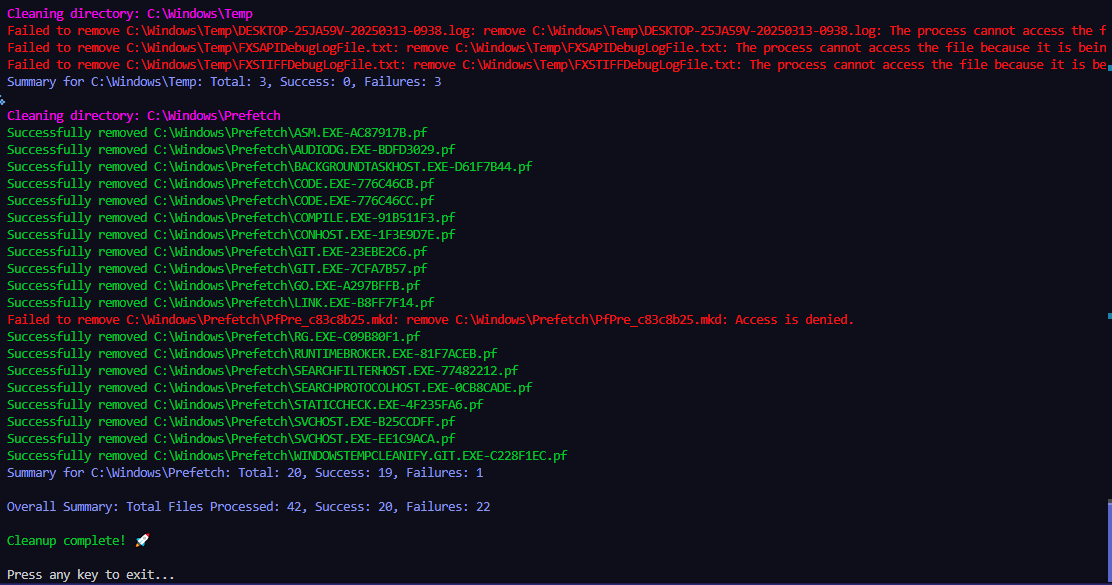 Cleaning directory: C:\Windows\Temp
Failed to remove C:\Windows\Temp\DESKTOP-25JA59V-20250313-0938.log: remove C:\Windows\Temp\DESKTOP-25JA59V-20250313-0938.log: The process cannot access the f
Failed to remove C:\Windows\Temp\FXSAPIDebugLogFile.txt: remove C:\Windows\Temp\FXSAPIDebugLogFile.txt: The process cannot access the file because it is bein
Failed to remove C:\Windows\Temp\FXSTIFFDebugLogFile.txt: remove C:\Windows\Temp\FXSTIFFDebugLogFile.txt: The process cannot access the file because it is be
Summary for C:\Windows\Temp: Total: 3, Success: 0, Failures: 3
Cleaning directory: C:\Windows\Prefetch
Successfully removed C:\Windows\Prefetch\ASM.EXE-AC87917B.pf
Successfully removed C:\Windows\Prefetch\AUDIODG.EXE-BDFD3029.pf
Successfully removed C:\Windows\Prefetch\BACKGROUNDTASKHOST.EXE-D61F7B44.pf
Successfully removed C:\Windows\Prefetch\CODE.EXE-776C46CB.pf
Successfully removed C:\Windows\Prefetch\CODE.EXE-776C46CC.pf
Successfully removed C:\Windows\Prefetch\COMPILE.EXE-91B511F3.pf
Successfully removed C:\Windows\Prefetch\CONHOST.EXE-1F3E9D7E.pf
Successfully removed C:\Windows\Prefetch\GIT.EXE-23EBE2C6.pf
Successfully removed C:\Windows\Prefetch\GIT.EXE-7CFA7B57.pf
Successfully removed C:\Windows\Prefetch\GO.EXE-A297BFFB.pf
Successfully removed C:\Windows\Prefetch\LINK.EXE-B8FF7F14.pf
Failed to remove C:\Windows\Prefetch\PfPre_c83c8b25.mkd: remove C:\Windows\Prefetch\PfPre_c83c8b25.mkd: Access is denied.
Successfully removed C:\Windows\Prefetch\RG.EXE-C09B80F1.pf
Successfully removed C:\Windows\Prefetch\RUNTIMEBROKER.EXE-81F7ACEB.pf
Successfully removed C:\Windows\Prefetch\SEARCHFILTERHOST.EXE-77482212.pf
Successfully removed C:\Windows\Prefetch\SEARCHPROTOCOLHOST.EXE-0CB8CADE.pf
Successfully removed C:\Windows\Prefetch\STATICCHECK.EXE-4F235FA6.pf
Successfully removed C:\Windows\Prefetch\SVCHOST.EXE-B25CCDFF.pf
Successfully removed C:\Windows\Prefetch\SVCHOST.EXE-EE1C9ACA.pf
Successfully removed C:\Windows\Prefetch\WINDOWSTEMPCLEANIFY.GIT.EXE-C228F1EC.pf
Summary for C:\Windows\Prefetch: Total: 20, Success: 19, Failures: 1
Overall Summary: Total Files Processed: 42, Success: 20, Failures: 22
Cleanup complete! 🚀
Press any key to exit...